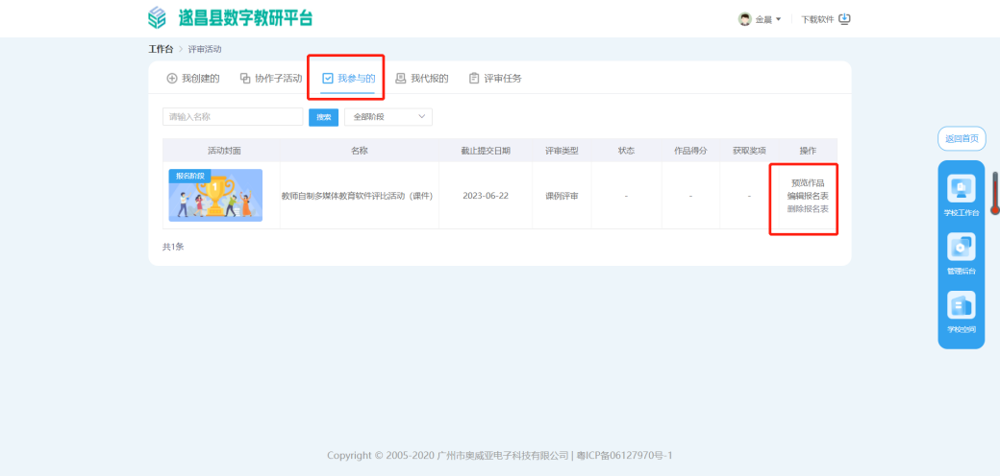 遂昌县数字教研平台
金晨
下载软件
工作台 > 评审活动
我创建的
协作子活动
我参与的
我代报的
评审任务
请输入名称
搜索
全部阶段
活动封面 名称 截止提交日期 评审类型 状态 作品得分 获取奖项 操作
报名阶段
1
教师自制多媒体教育软件评比活动（课件） 2023-06-22 课例评审 - - -
预览作品
编辑报名表
删除报名表
共1条
返回首页
学校工作台
管理后台
学校空间
Copyright © 2005-2020 广州市奥威亚电子科技有限公司 | 粤ICP备06127970号-1